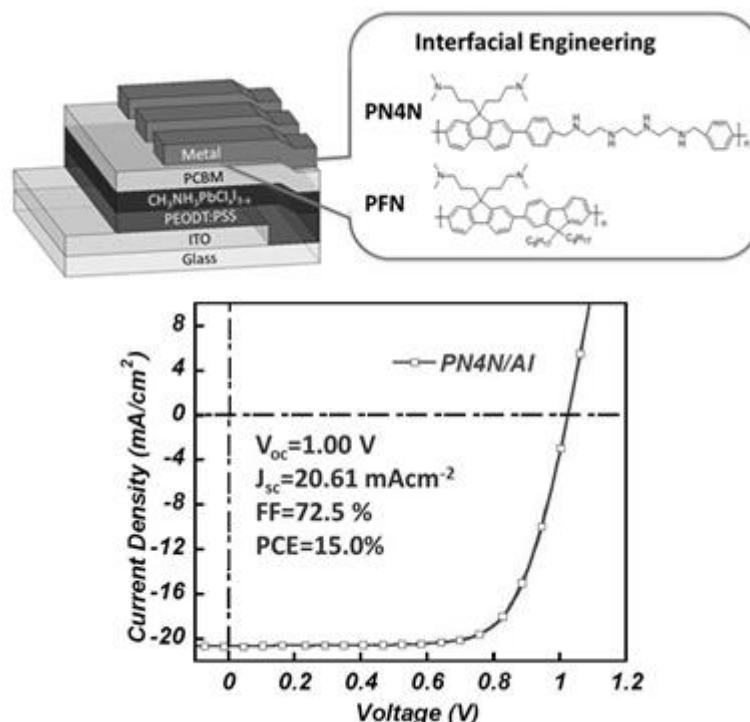 Interfacial Engineering
PN4N
PFN
Metal
PCBM
CH₃NH₃PbClₓI₃₋ₓ
PEODT:PSS
ITO
Glass
N
N
H
N
N
H
H
N
N
H
n
N
N
n
C₈H₁₇ C₈H₁₇
8
4
0
-4
-8
-12
-16
-20
Current Density (mA/cm²)
PN4N/Al
Voc=1.00 V
Jsc=20.61 mAcm⁻²
FF=72.5 %
PCE=15.0%
0 0.2 0.4 0.6 0.8 1 1.2
Voltage (V)